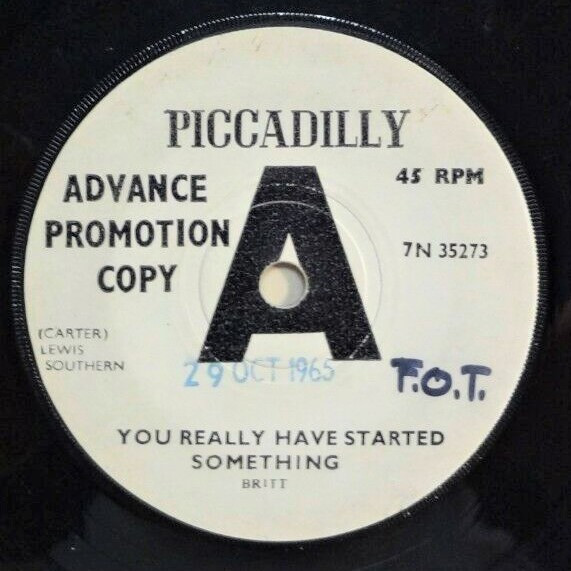 PICCADILLY
ADVANCE
PROMOTION
COPY
A
45 RPM
7N 35273
(CARTER)
LEWIS
SOUTHERN
29 OCT 1965
F.O.T.
YOU REALLY HAVE STARTED
SOMETHING
BRITT